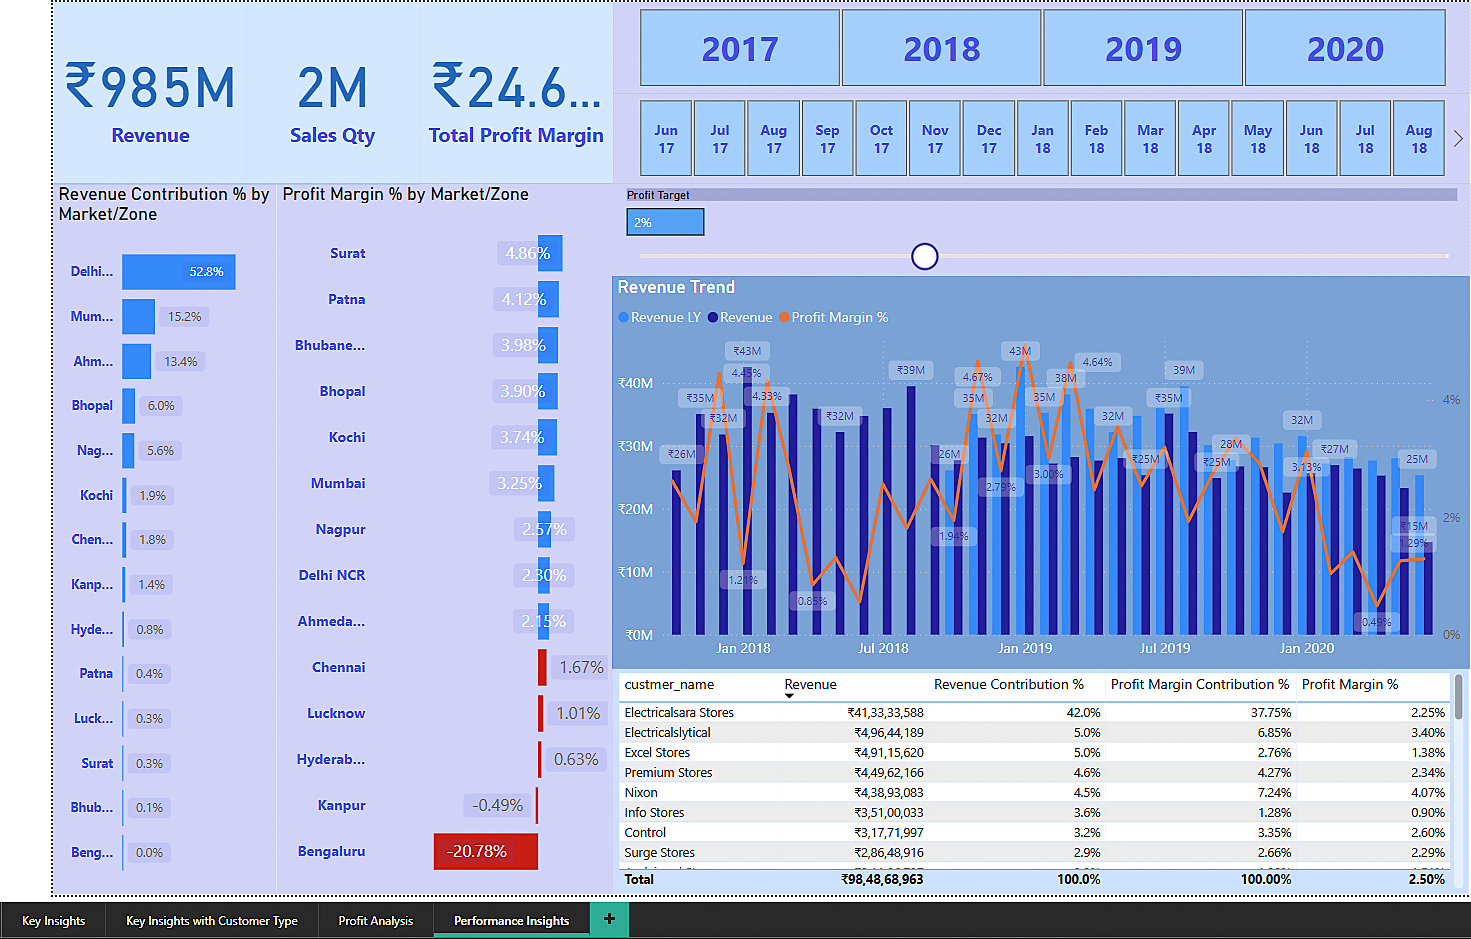 ₹985M
Revenue
2M
Sales Qty
₹24.6...
Total Profit Margin
2017
2018
2019
2020
Jun 17
Jul 17
Aug 17
Sep 17
Oct 17
Nov 17
Dec 17
Jan 18
Feb 18
Mar 18
Apr 18
May 18
Jun 18
Jul 18
Aug 18
Revenue Contribution % by
Market/Zone
Delhi... 52.8%
Mum... 15.2%
Ahm... 13.4%
Bhopal 6.0%
Nag... 5.6%
Kochi 1.9%
Chen... 1.8%
Kanp... 1.4%
Hyde... 0.8%
Patna 0.4%
Luck... 0.3%
Surat 0.3%
Bhub... 0.1%
Beng... 0.0%
Profit Margin % by Market/Zone
Surat 4.86%
Patna 4.12%
Bhubane... 3.98%
Bhopal 3.90%
Kochi 3.74%
Mumbai 3.25%
Nagpur 2.57%
Delhi NCR 2.30%
Ahmeda... 2.15%
Chennai 1.67%
Lucknow 1.01%
Hyderab... 0.63%
Kanpur -0.49%
Bengaluru -20.78%
Profit Target
2%
Revenue Trend
Revenue LY Revenue Profit Margin %
₹40M
₹30M
₹20M
₹10M
₹0M
4%
2%
0%
₹26M
₹35M
₹32M
₹43M
4.45%
4.33%
1.21%
0.85%
₹32M
₹39M
26M
1.94%
4.67%
35M
32M
2.79%
43M
35M
3.00%
38M
4.64%
32M
₹25M
₹35M
39M
₹25M
28M
32M
3.13%
₹27M
0.49%
25M
₹15M
1.29%
Jan 2018
Jul 2018
Jan 2019
Jul 2019
Jan 2020
custmer_name Revenue Revenue Contribution % Profit Margin Contribution % Profit Margin %
Electricalsara Stores ₹41,33,33,588 42.0% 37.75% 2.25%
Electricalslytical ₹4,96,44,189 5.0% 6.85% 3.40%
Excel Stores ₹4,91,15,620 5.0% 2.76% 1.38%
Premium Stores ₹4,49,62,166 4.6% 4.27% 2.34%
Nixon ₹4,38,93,083 4.5% 7.24% 4.07%
Info Stores ₹3,51,00,033 3.6% 1.28% 0.90%
Control ₹3,17,71,997 3.2% 3.35% 2.60%
Surge Stores ₹2,86,48,916 2.9% 2.66% 2.29%
Total ₹98,48,68,963 100.0% 100.00% 2.50%
Key Insights
Key Insights with Customer Type
Profit Analysis
Performance Insights
+